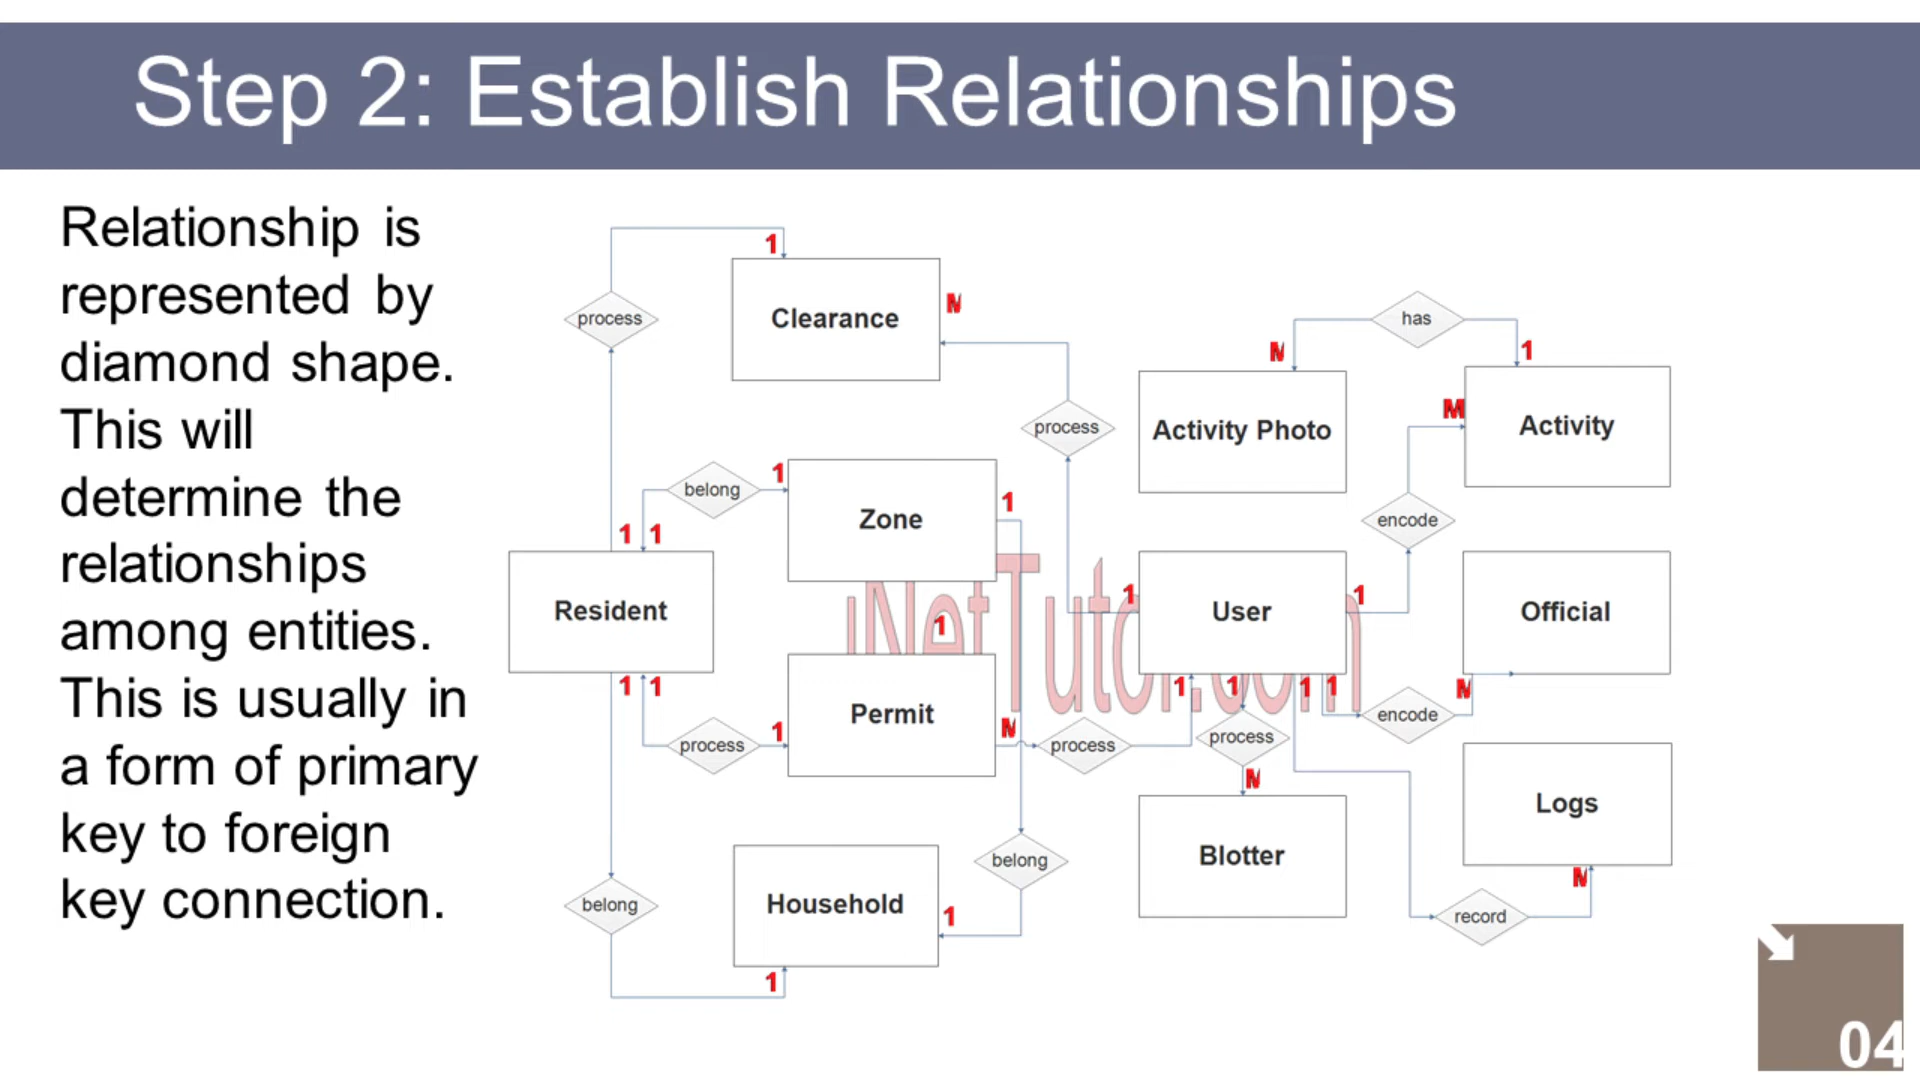 Step 2: Establish Relationships
Relationship is
represented by
diamond shape.
This will
determine the
relationships
among entities.
This is usually in
a form of primary
key to foreign
key connection.
1
process
Clearance
M
has
M
1
process
Activity Photo
M
Activity
belong
1
Zone
1
encode
1 1
Resident
1
1
User
1
Official
iNetTutor.com
1 1
process
1
Permit
M
process
1
1
1
1
process
encode
M
M
Blotter
Logs
M
belong
Household
1
belong
1
record
04